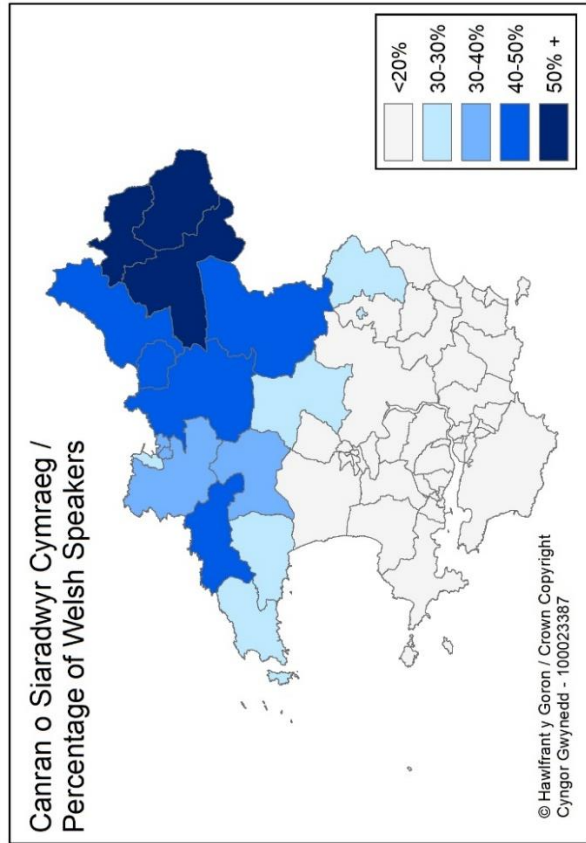 Canran o Siaradwyr Cymraeg /
Percentage of Welsh Speakers
<20%
30-30%
30-40%
40-50%
50% +
© Hawlfrant y Goron / Crown Copyright
Cyngor Gwynedd - 100023387